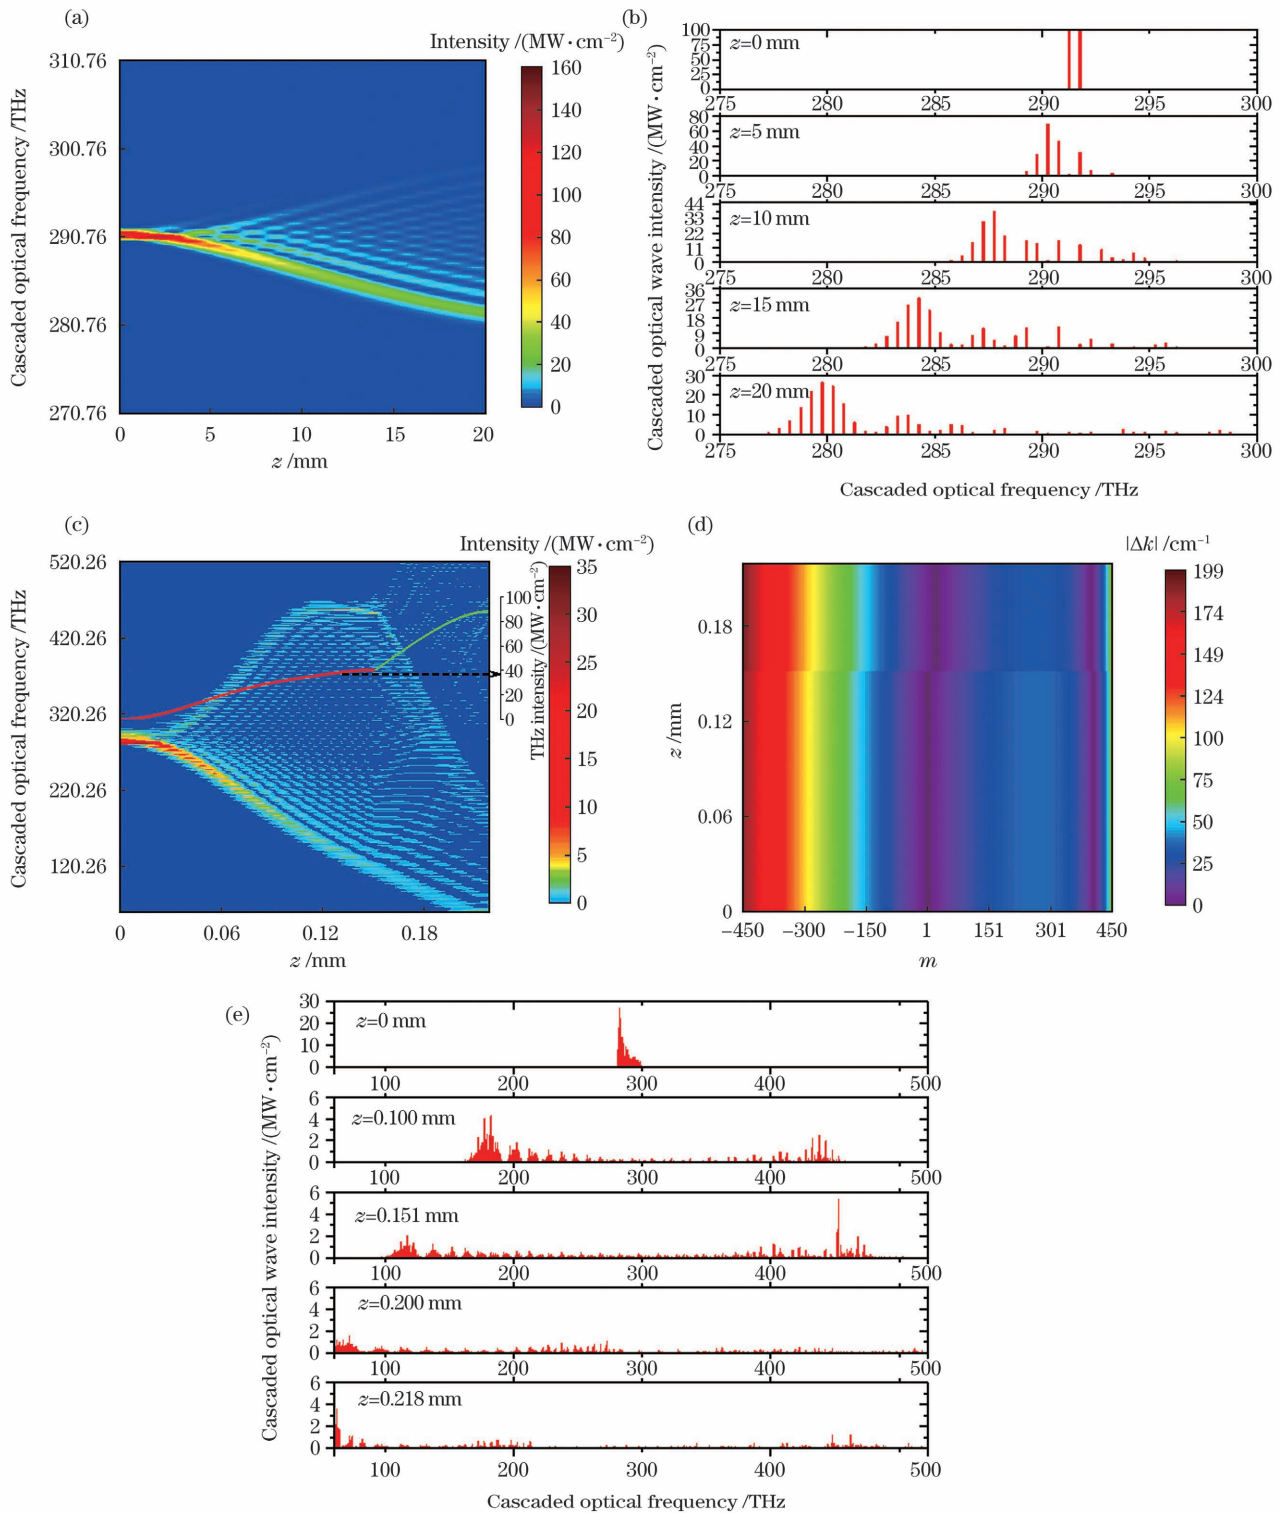 (a)
Intensity /(MW·cm⁻²)
Cascaded optical frequency /THz
310.76
300.76
290.76
280.76
270.76
0 5 10 15 20
z /mm
160
140
120
100
80
60
40
20
0
(b)
Cascaded optical wave intensity /(MW·cm⁻²)
100
75
50
25
0
z=0 mm
275 280 285 290 295 300
80
60
40
20
0
z=5 mm
275 280 285 290 295 300
44
33
22
11
0
z=10 mm
275 280 285 290 295 300
36
27
18
9
0
z=15 mm
275 280 285 290 295 300
30
20
10
0
z=20 mm
275 280 285 290 295 300
Cascaded optical frequency /THz
(c)
Intensity /(MW·cm⁻²)
Cascaded optical frequency /THz
520.26
420.26
320.26
220.26
120.26
0 0.06 0.12 0.18
z /mm
THz intensity /(MW·cm⁻²)
100
80
60
40
20
0
35
30
25
20
15
10
5
0
(d)
|Δk| /cm⁻¹
z /mm
0.18
0.12
0.06
0
−450 −300 −150 1 151 301 450
m
199
174
149
124
100
75
50
25
0
(e)
Cascaded optical wave intensity /(MW·cm⁻²)
30
20
10
0
z=0 mm
100 200 300 400 500
6
4
2
0
z=0.100 mm
100 200 300 400 500
6
4
2
0
z=0.151 mm
100 200 300 400 500
6
4
2
0
z=0.200 mm
100 200 300 400 500
6
4
2
0
z=0.218 mm
100 200 300 400 500
Cascaded optical frequency /THz